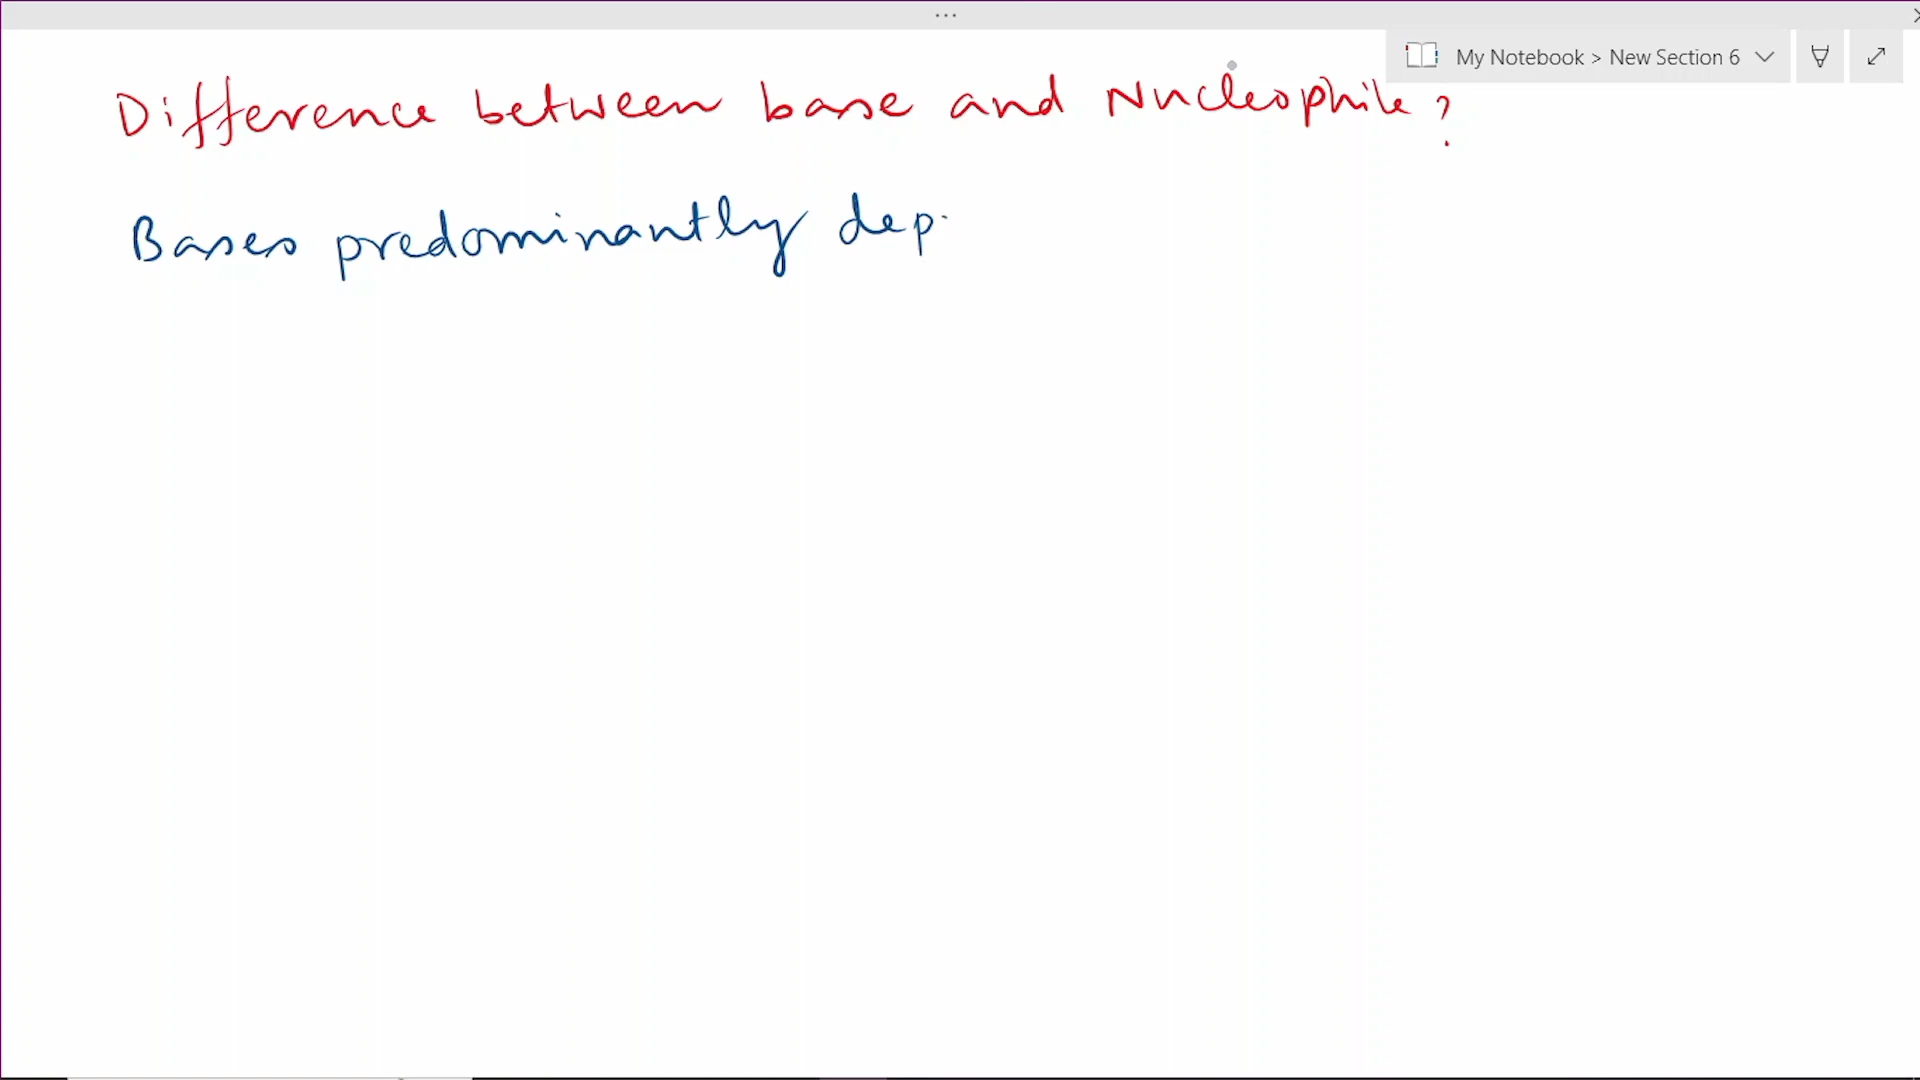 ...
My Notebook > New Section 6
Difference between base and Nucleophile?
Bases predominantly dep.